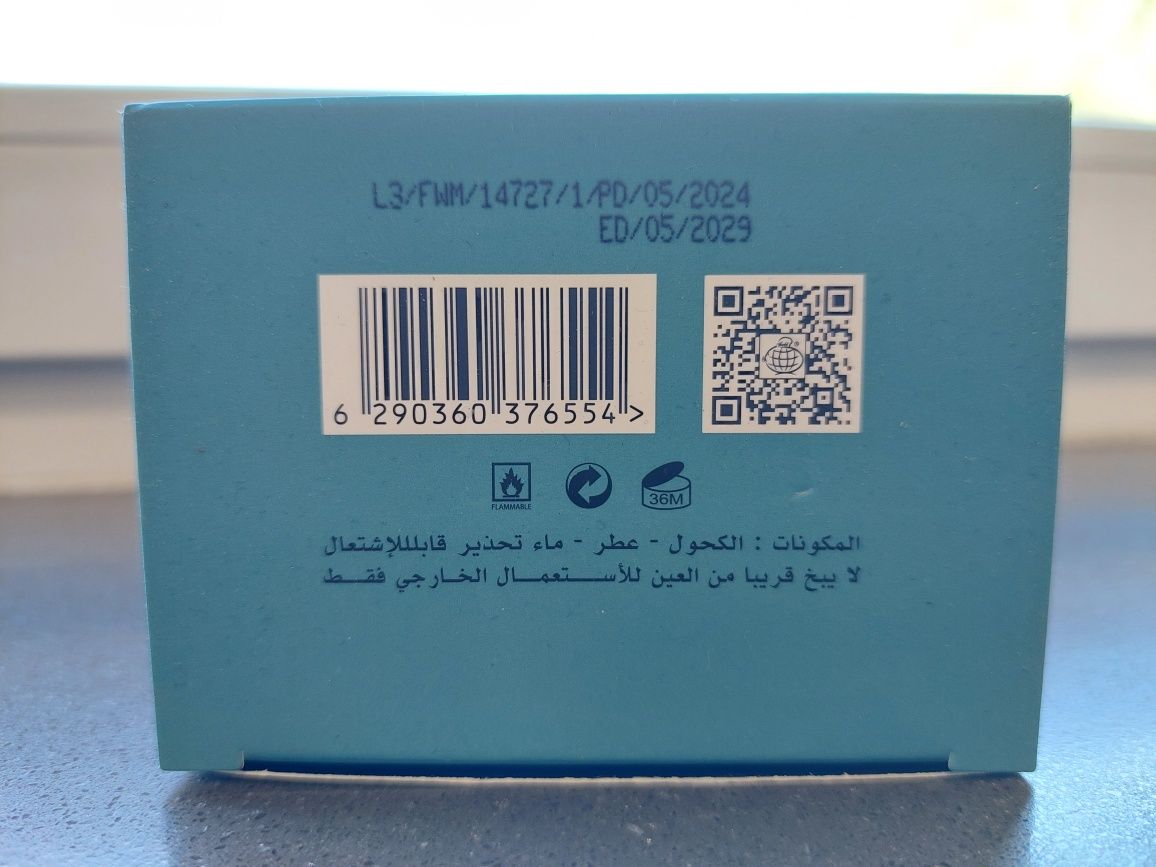 L3/FWM/14727/1/PD/05/2024
ED/05/2029
6 290360 376554 >
FLAMMABLE
36M
المكونات : الكحول - عطر - ماء تحذير قابلللإشتعال
لا يبخ قريبا من العين للأستعمال الخارجي فقط